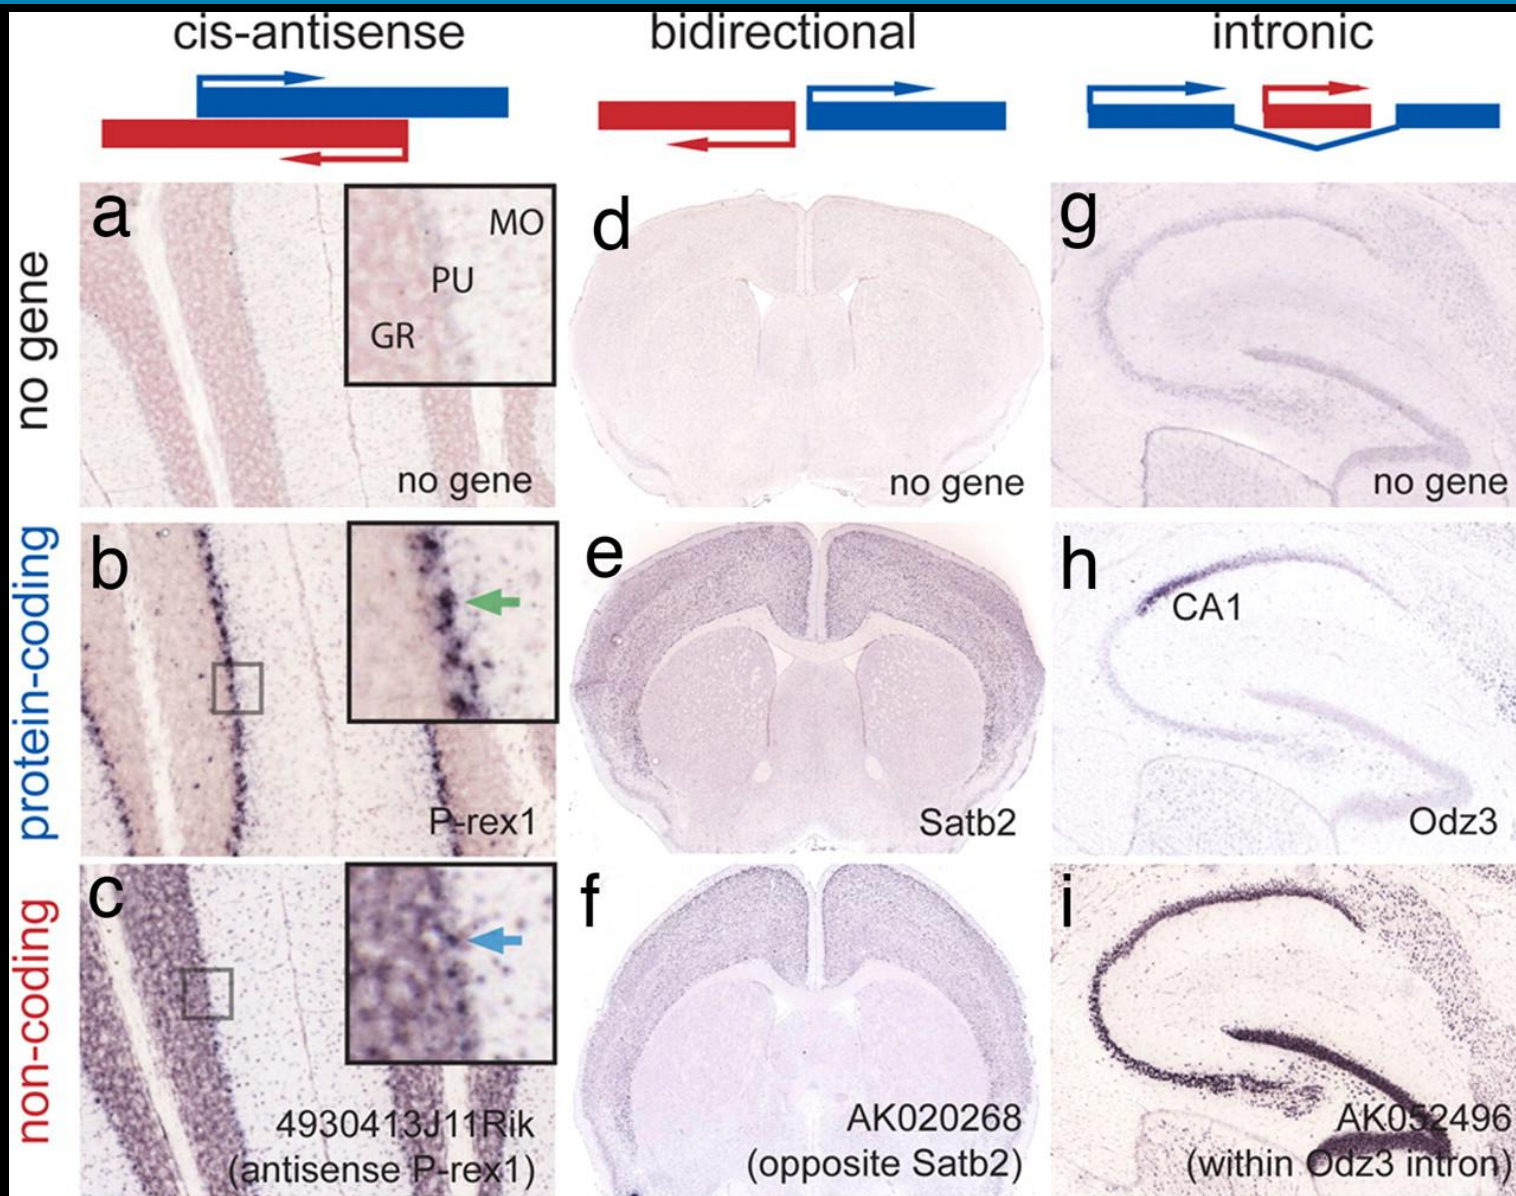 cis-antisense
bidirectional
intronic
no gene
a
MO
PU
GR
no gene
d
no gene
g
no gene
protein-coding
b
P-rex1
e
Satb2
h
CA1
Odz3
non-coding
c
4930413J11Rik
(antisense P-rex1)
f
AK020268
(opposite Satb2)
i
AK052496
(within Odz3 intron)